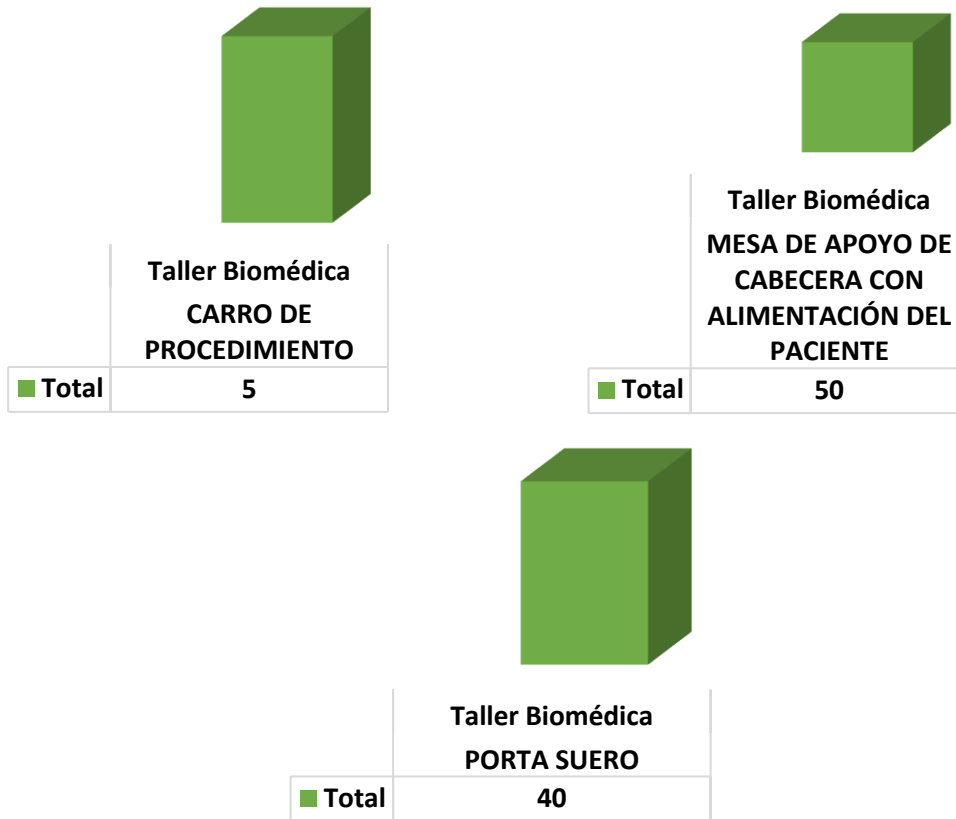 Taller Biomédica
CARRO DE
PROCEDIMIENTO
Total 5
Taller Biomédica
MESA DE APOYO DE
CABECERA CON
ALIMENTACIÓN DEL
PACIENTE
Total 50
Taller Biomédica
PORTA SUERO
Total 40